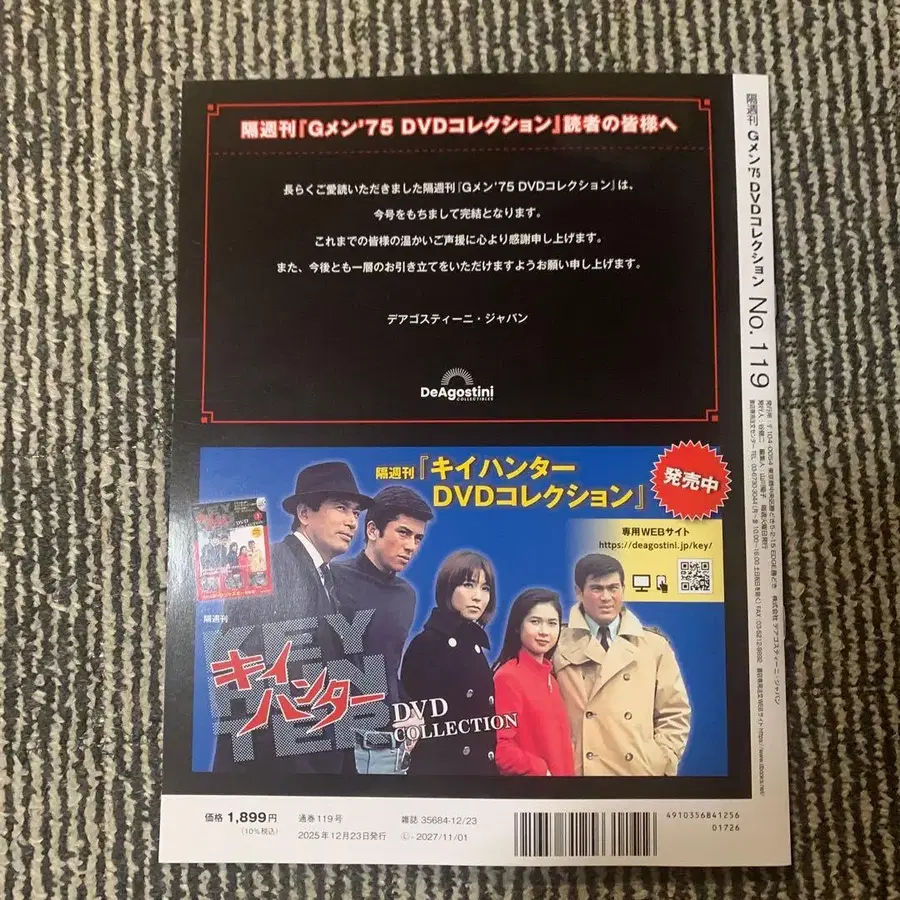 隔週刊『Gメン'75 DVDコレクション』読者の皆様へ
長らくご愛読いただきました隔週刊『Gメン'75 DVDコレクション』は、
今号をもちまして完結となります。
これまでの皆様の温かいご声援に心より感謝申し上げます。
また、今後とも一層のお引き立てをいただけますようお願い申し上げます。
デアゴスティーニ・ジャパン
DeAgostini
COLLECTIBLES
隔週刊『キイハンター
DVDコレクション』
発売中
専用WEBサイト
https://deagostini.jp/key/
隔週刊
KEY
HUN
TER
キイ
ハンター
DVD
COLLECTION
価格 1,899円
(10%税込)
通巻119号
2025年12月23日発行
雑誌 35684-12/23
Ⓒ-2027/11/01
4910356841256
01726
隔週刊 Gメン'75 DVDコレクション No. 119